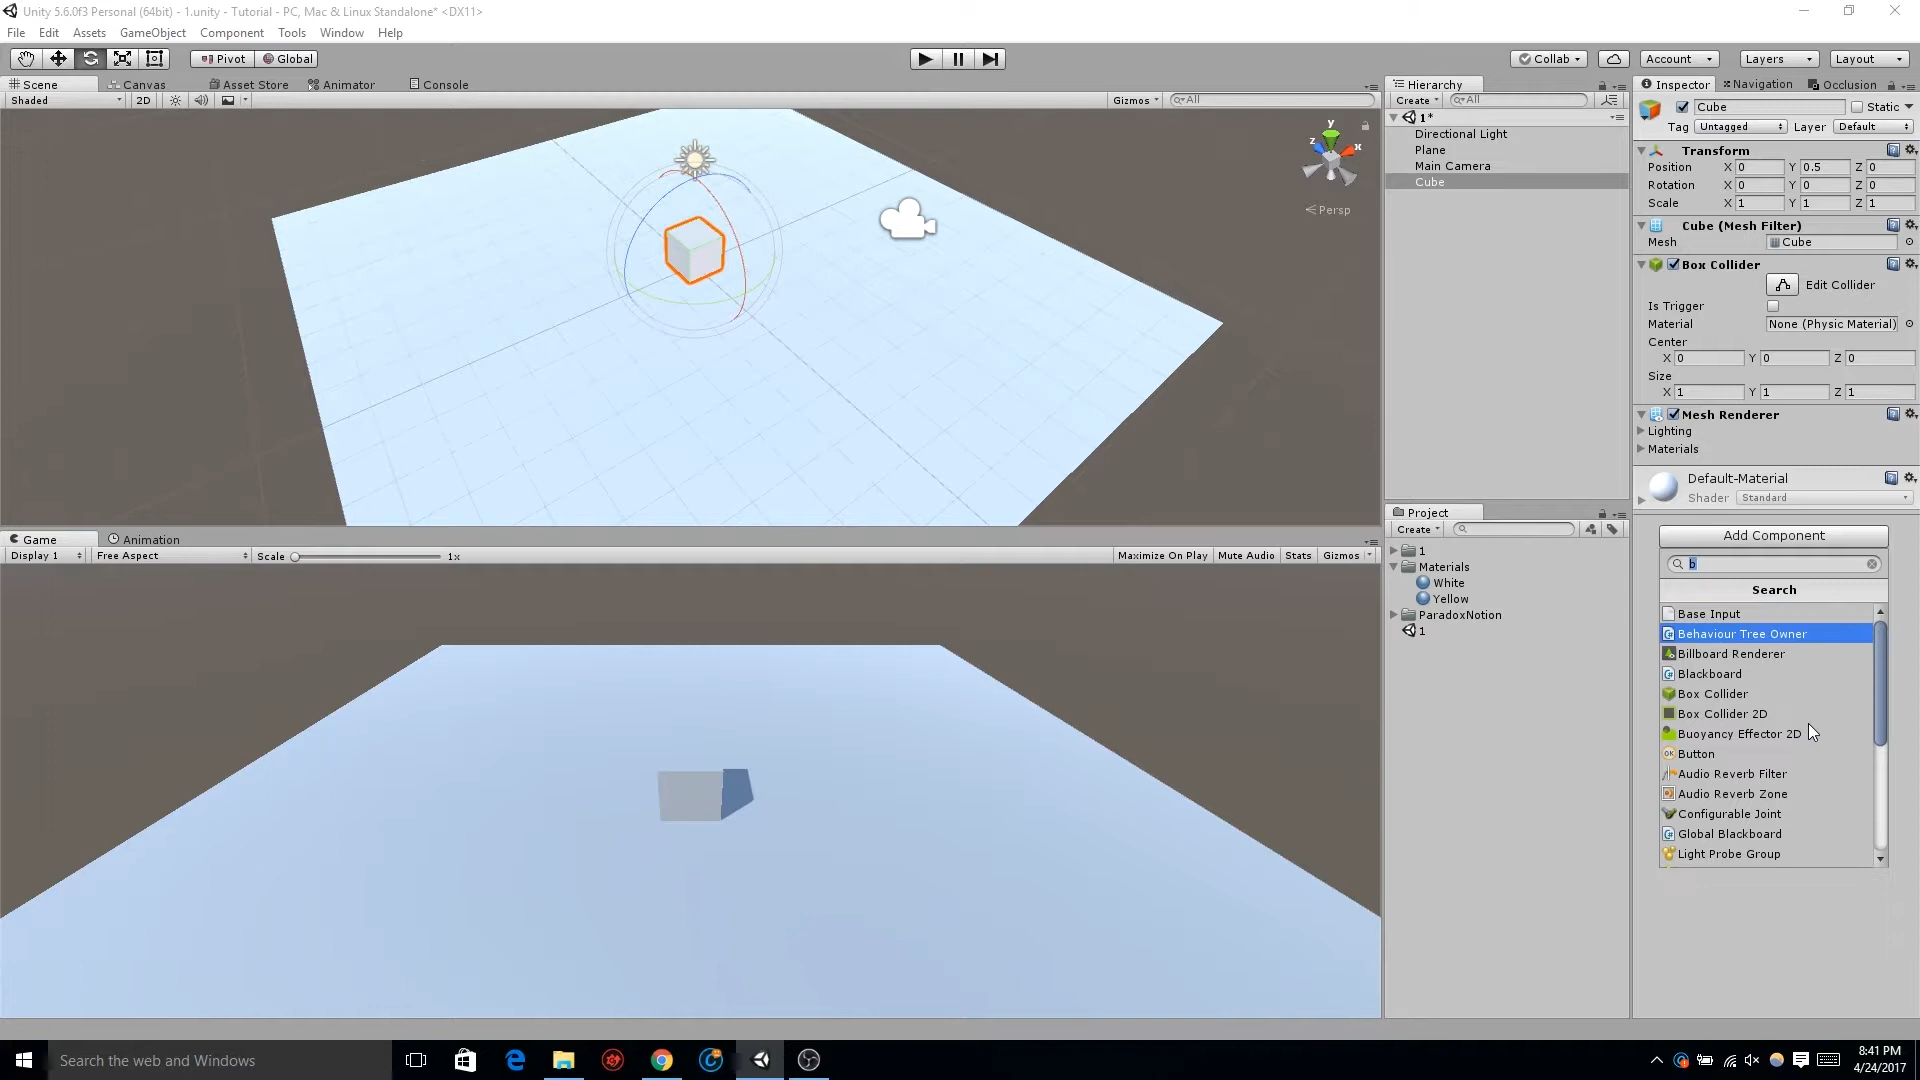 Unity 5.6.0f3 Personal (64bit) - 1.unity - Tutorial - PC, Mac & Linux Standalone* <DX11>
File Edit Assets GameObject Component Tools Window Help
Pivot Global Collab Account Layers Layout
Scene Canvas Asset Store Animator Console
Shaded 2D Gizmos All
y
z x
Persp
Hierarchy
Create All
1*
Directional Light
Plane
Main Camera
Cube
Inspector Navigation Occlusion
Cube Static
Tag Untagged Layer Default
Transform
Position X 0 Y 0.5 Z 0
Rotation X 0 Y 0 Z 0
Scale X 1 Y 1 Z 1
Cube (Mesh Filter)
Mesh Cube
Box Collider
Edit Collider
Is Trigger
Material None (Physic Material)
Center
X 0 Y 0 Z 0
Size
X 1 Y 1 Z 1
Mesh Renderer
Lighting
Materials
Default-Material
Shader Standard
Add Component
b
Search
Base Input
Behaviour Tree Owner
Billboard Renderer
Blackboard
Box Collider
Box Collider 2D
Buoyancy Effector 2D
Button
Audio Reverb Filter
Audio Reverb Zone
Configurable Joint
Global Blackboard
Light Probe Group
Project
Create
1
Materials
White
Yellow
ParadoxNotion
1
Game Animation
Display 1 Free Aspect Scale 1x Maximize On Play Mute Audio Stats Gizmos
Search the web and Windows
8:41 PM
4/24/2017